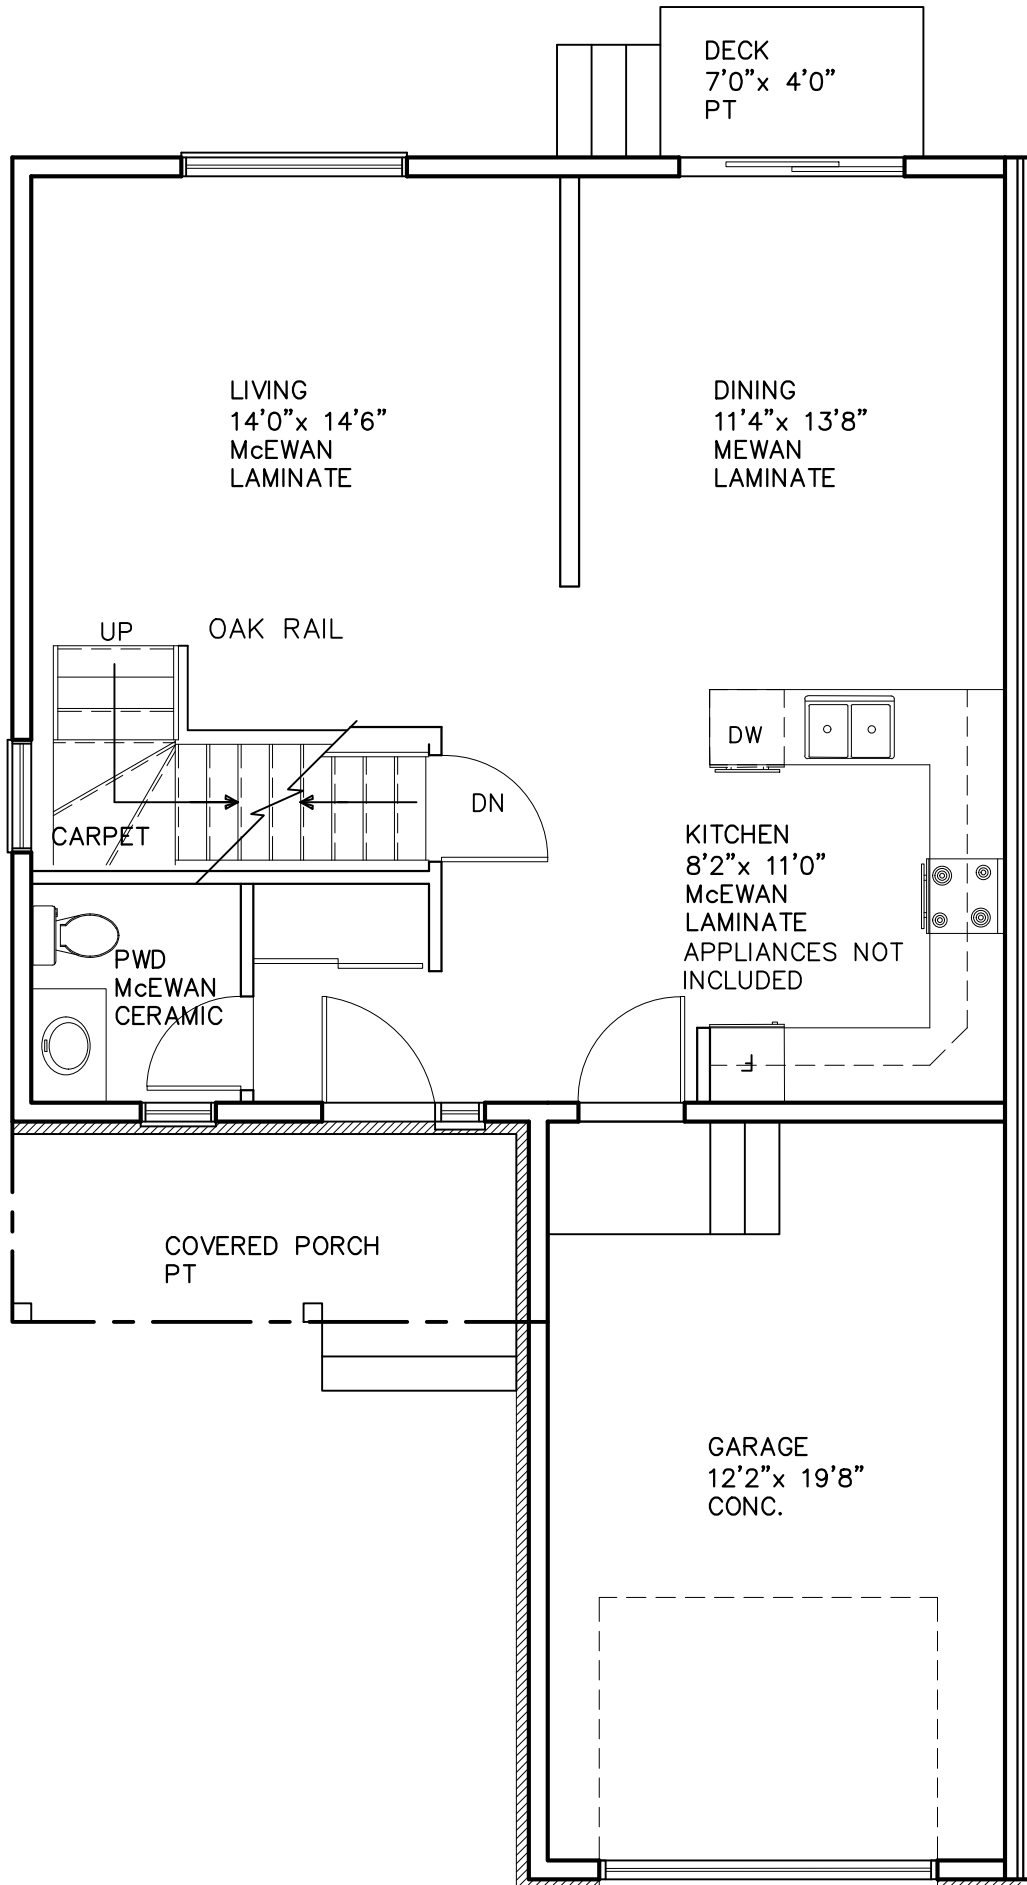 DECK
7'0"x 4'0"
PT
LIVING
14'0"x 14'6"
McEWAN
LAMINATE
DINING
11'4"x 13'8"
MEWAN
LAMINATE
UP
OAK RAIL
DW
DN
CARPET
KITCHEN
8'2"x 11'0"
McEWAN
LAMINATE
APPLIANCES NOT
INCLUDED
PWD
McEWAN
CERAMIC
F
COVERED PORCH
PT
GARAGE
12'2"x 19'8"
CONC.